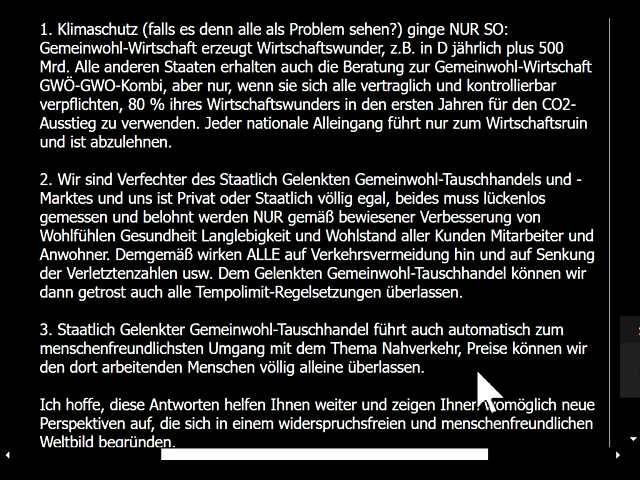 1. Klimaschutz (falls es denn alle als Problem sehen?) ginge NUR SO:
Gemeinwohl-Wirtschaft erzeugt Wirtschaftswunder, z.B. in D jährlich plus 500
Mrd. Alle anderen Staaten erhalten auch die Beratung zur Gemeinwohl-Wirtschaft
GWÖ-GWO-Kombi, aber nur, wenn sie sich alle vertraglich und kontrollierbar
verpflichten, 80 % ihres Wirtschaftswunders in den ersten Jahren für den CO2-
Ausstieg zu verwenden. Jeder nationale Alleingang führt nur zum Wirtschaftsruin
und ist abzulehnen.
2. Wir sind Verfechter des Staatlich Gelenkten Gemeinwohl-Tauschhandels und -
Marktes und uns ist Privat oder Staatlich völlig egal, beides muss lückenlos
gemessen und belohnt werden NUR gemäß bewiesener Verbesserung von
Wohlfühlen Gesundheit Langlebigkeit und Wohlstand aller Kunden Mitarbeiter und
Anwohner. Demgemäß wirken ALLE auf Verkehrsvermeidung hin und auf Senkung
der Verletztenzahlen usw. Dem Gelenkten Gemeinwohl-Tauschhandel können wir
dann getrost auch alle Tempolimit-Regelsetzungen überlassen.
3. Staatlich Gelenkter Gemeinwohl-Tauschhandel führt auch automatisch zum
menschenfreundlichsten Umgang mit dem Thema Nahverkehr, Preise können wir
den dort arbeitenden Menschen völlig alleine überlassen.
Ich hoffe, diese Antworten helfen Ihnen weiter und zeigen Ihnen womöglich neue
Perspektiven auf, die sich in einem widerspruchsfreien und menschenfreundlichen
Weltbild begründen.